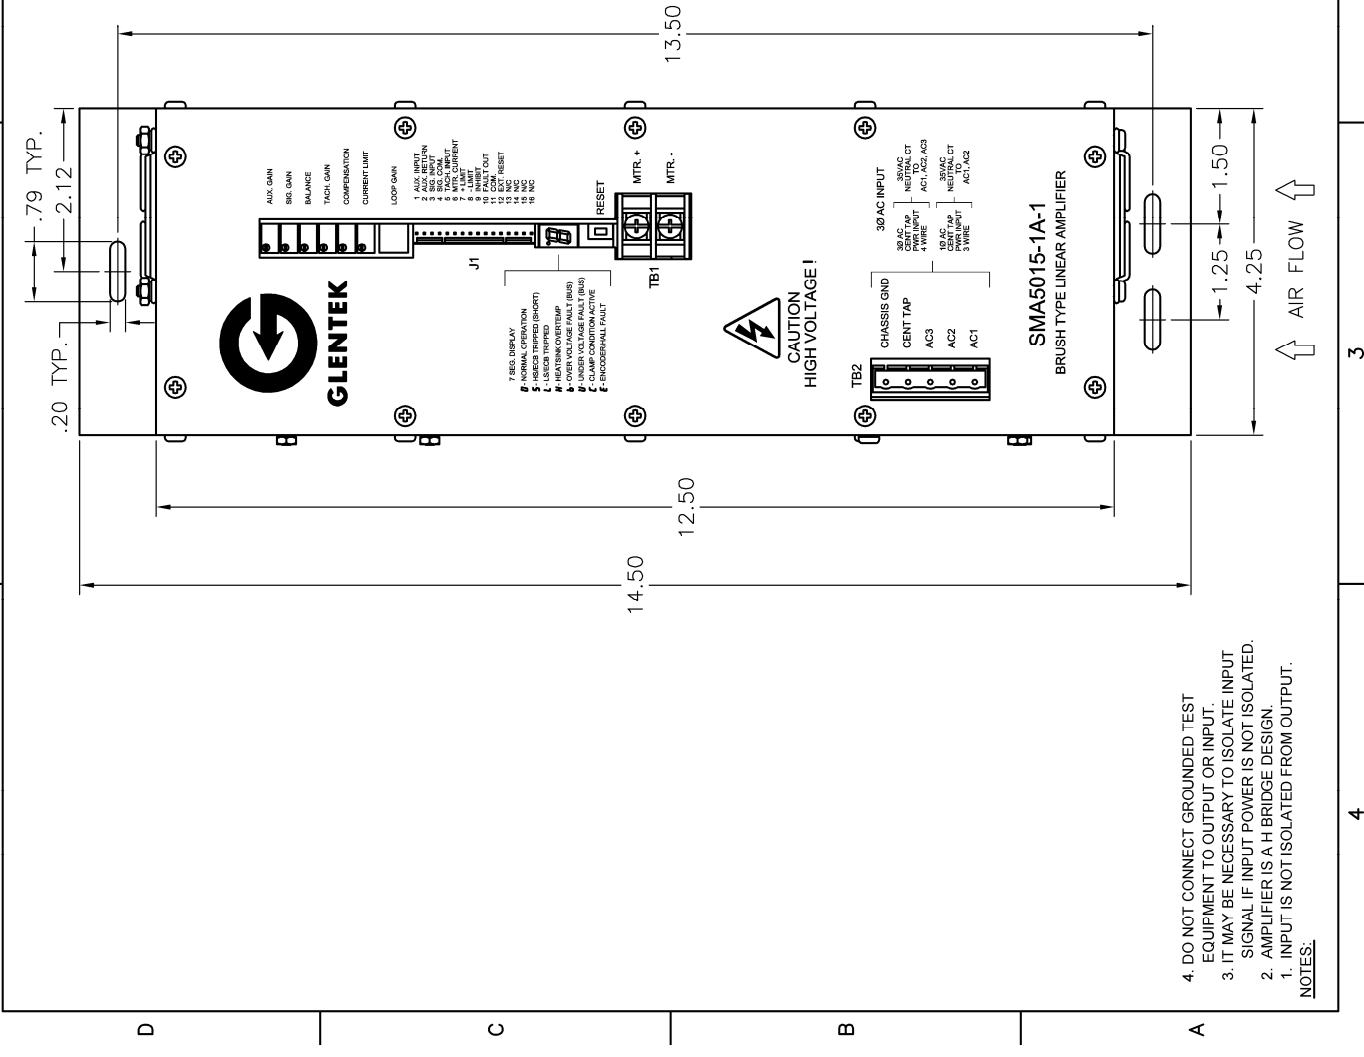 13.50
.79 TYP.
2.12
.20 TYP.
AUX. GAIN
SIG. GAIN
BALANCE
TACH. GAIN
COMPENSATION
CURRENT LIMIT
LOOP GAIN
1 AUX. INPUT
2 AUX. RETURN
3 SIG. INPUT
4 SIG. COM.
5 TACH. INPUT
6 MTR. CURRENT
7 + LIMIT
8 - LIMIT
9 INHIBIT
10 FAULT OUT
11 COM.
12 EXT. RESET
13 N/C
14 N/C
15 N/C
16 N/C
RESET
MTR. +
MTR. -
J1
TB1
GLENTEK
7 SEG. DISPLAY
0 - NORMAL OPERATION
S - HS/ECB TRIPPED (SHORT)
L - LS/ECB TRIPPED
H - HEATSINK OVERTEMP
b - OVER VOLTAGE FAULT (BUS)
U - UNDER VOLTAGE FAULT (BUS)
C - CLAMP CONDITION ACTIVE
E - ENCODER/HALL FAULT
CAUTION
HIGH VOLTAGE !
3Ø AC INPUT
3Ø AC
CENT TAP
PWR INPUT
4 WIRE
35VAC
NEUTRAL CT
TO
AC1, AC2, AC3
1Ø AC
CENT TAP
PWR INPUT
3 WIRE
35VAC
NEUTRAL CT
TO
AC1, AC2
TB2
CHASSIS GND
CENT TAP
AC3
AC2
AC1
SMA5015-1A-1
BRUSH TYPE LINEAR AMPLIFIER
1.50
1.25
4.25
AIR FLOW
12.50
14.50
4. DO NOT CONNECT GROUNDED TEST
EQUIPMENT TO OUTPUT OR INPUT.
3. IT MAY BE NECESSARY TO ISOLATE INPUT
SIGNAL IF INPUT POWER IS NOT ISOLATED.
2. AMPLIFIER IS A H BRIDGE DESIGN.
1. INPUT IS NOT ISOLATED FROM OUTPUT.
NOTES:
D
C
B
A
3
4